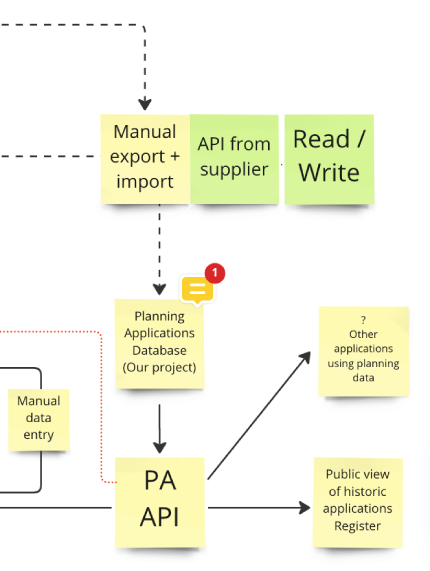 Manual
export +
import
API from
supplier
Read /
Write
1
Planning
Applications
Database
(Our project)
?
Other
applications
using planning
data
Manual
data
entry
PA
API
Public view
of historic
applications
Register